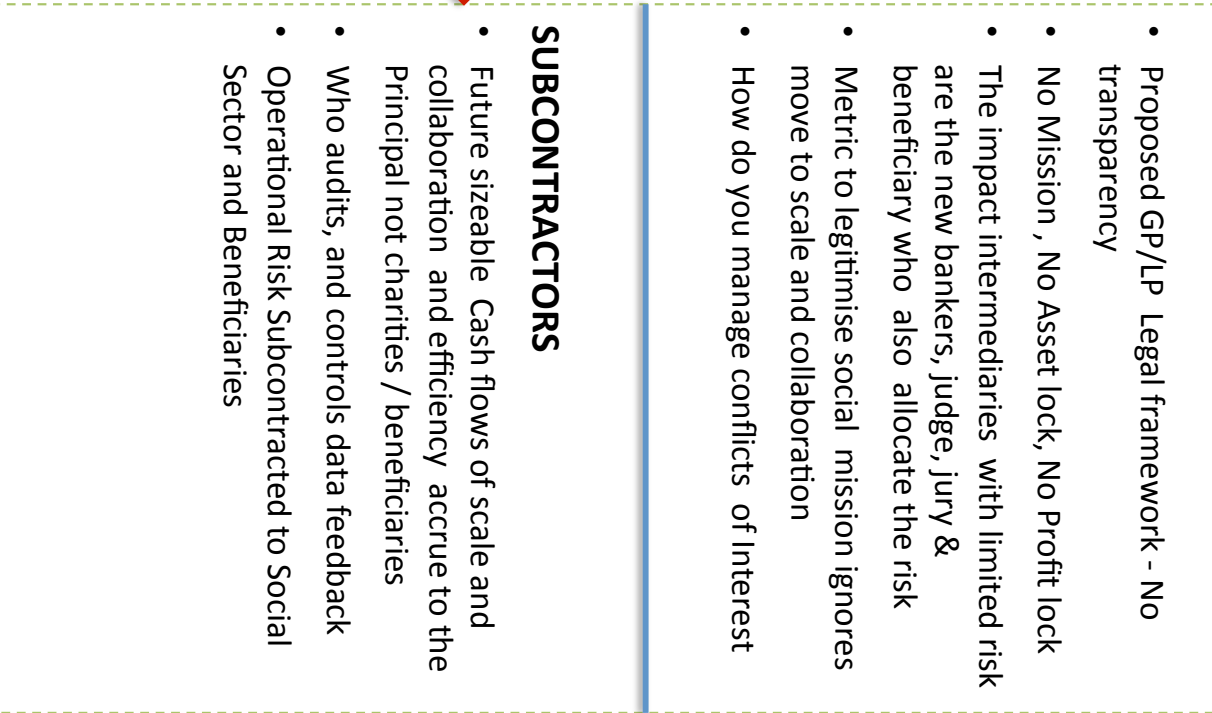 • Proposed GP/LP Legal framework - No
transparency
• No Mission , No Asset lock, No Profit lock
• The impact intermediaries with limited risk
are the new bankers, judge, jury &
beneficiary who also allocate the risk
• Metric to legitimise social mission ignores
move to scale and collaboration
• How do you manage conflicts of Interest
SUBCONTRACTORS
• Future sizeable Cash flows of scale and
collaboration and efficiency accrue to the
Principal not charities / beneficiaries
• Who audits, and controls data feedback
• Operational Risk Subcontracted to Social
Sector and Beneficiaries